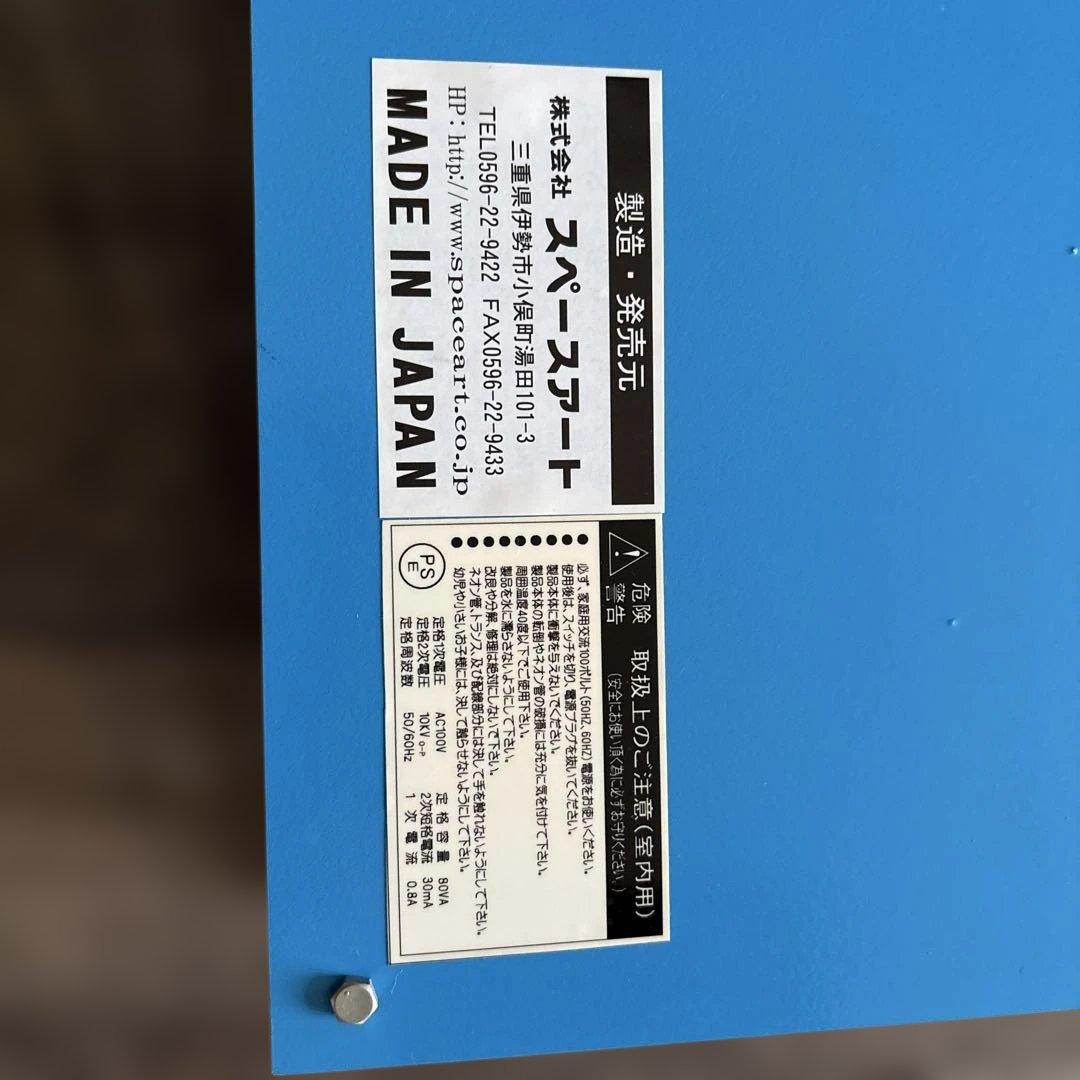 製造・発売元
株式会社 スペースアート
三重県伊勢市小俣町湯田101-3
TEL0596-22-9422 FAX0596-22-9433
HP：http://www.spaceart.co.jp
MADE IN JAPAN
危険 警告 取扱上のご注意(室内用)
(安全にお使い頂く為に必ずお守りください。)
●必ず、家庭用交流100ボルト(50HZ、60HZ)電源をお使いください。
●使用後は、スイッチを切り、電源プラグを抜いてください。
●製品本体に衝撃を与えないでください。
●製品本体の転倒やネオン管の破損には充分に気を付けて下さい。
●周囲温度40度以下でご使用下さい。
●製品を水に濡らさないようにして下さい。
●改良や分解、修理は絶対にしないで下さい。
●ネオン管、トランス、及び配線部分には決して手を触れないようにして下さい。
●幼児や小さいお子様には、決して触らせないようにして下さい。
PS E
定格1次電圧 AC100V 定格容量 80VA
定格2次電圧 10KV o-p 2次短絡電流 30mA
定格周波数 50/60Hz 1次電流 0.8A